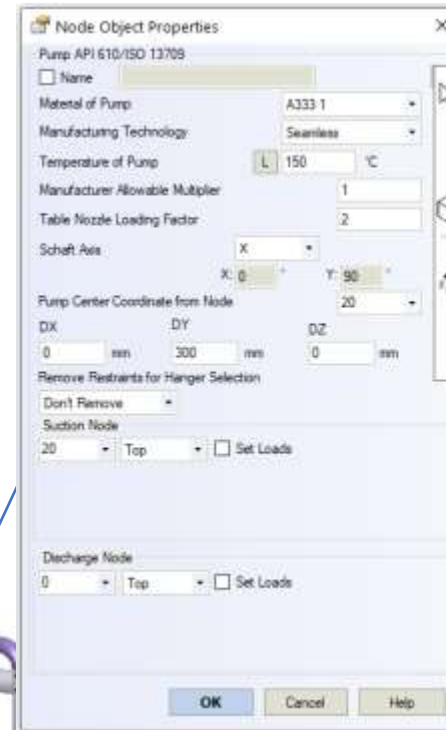 Node Object Properties
Pump API 610/ISO 13709
Name
Material of Pump A333 1
Manufacturing Technology Seamless
Temperature of Pump L 150 °C
Manufacturer Allowable Multiplier 1
Table Nozzle Loading Factor 2
Schaft Axis X
X: 0 ° Y: 90 °
Pump Center Coordinate from Node 20
DX DY DZ
0 mm 300 mm 0 mm
Remove Restraints for Hanger Selection
Don't Remove
Suction Node
20 Top Set Loads
Discharge Node
0 Top Set Loads
OK Cancel Help